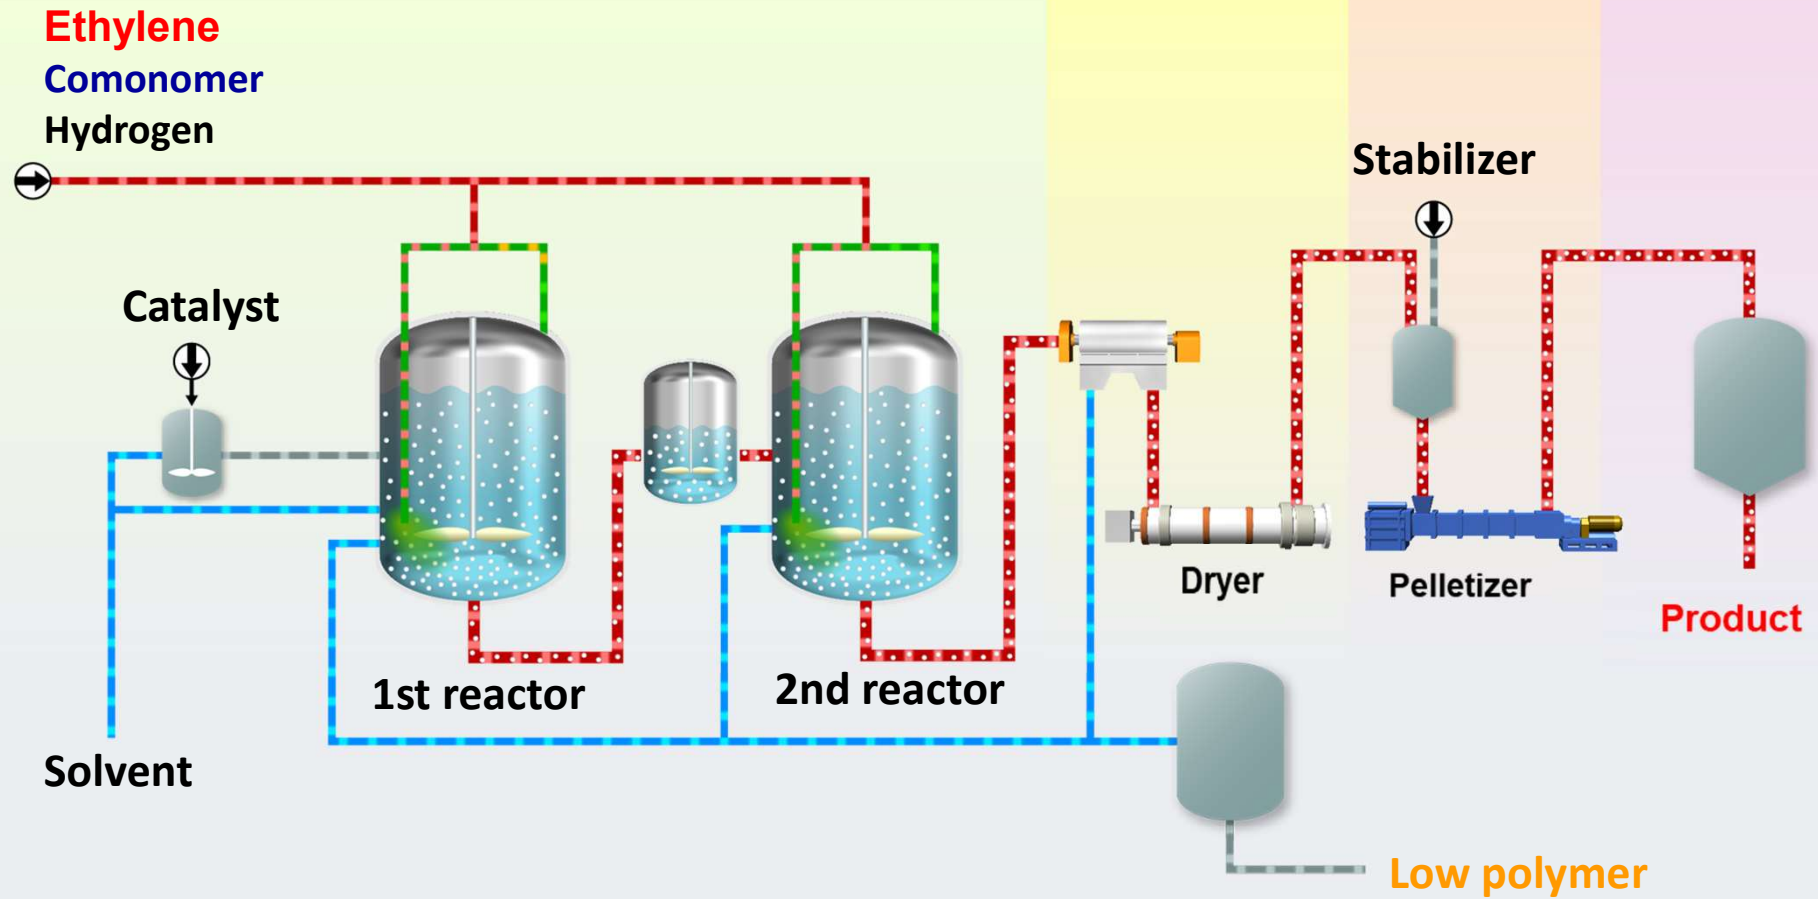 Ethylene
Comonomer
Hydrogen
Stabilizer
Catalyst
Dryer
Pelletizer
Product
1st reactor
2nd reactor
Solvent
Low polymer